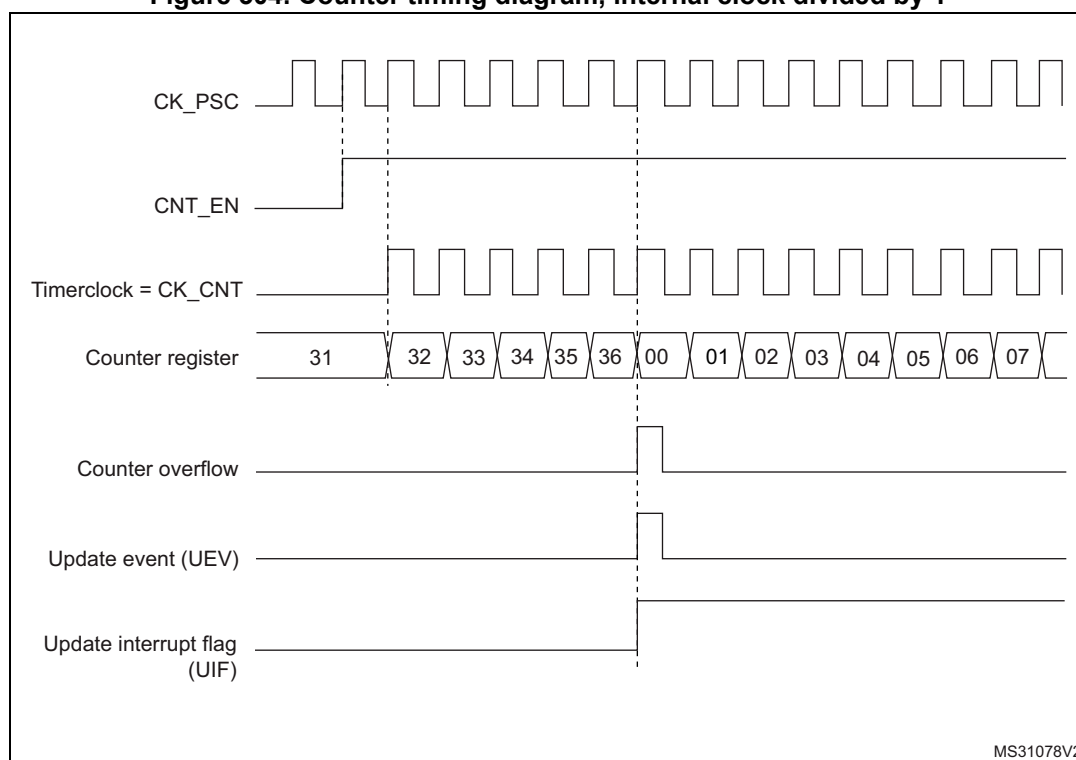 Figure 304. Counter timing diagram, internal clock divided by 1
CK_PSC
CNT_EN
Timerclock = CK_CNT
Counter register 31 32 33 34 35 36 00 01 02 03 04 05 06 07
Counter overflow
Update event (UEV)
Update interrupt flag
(UIF)
MS31078V2